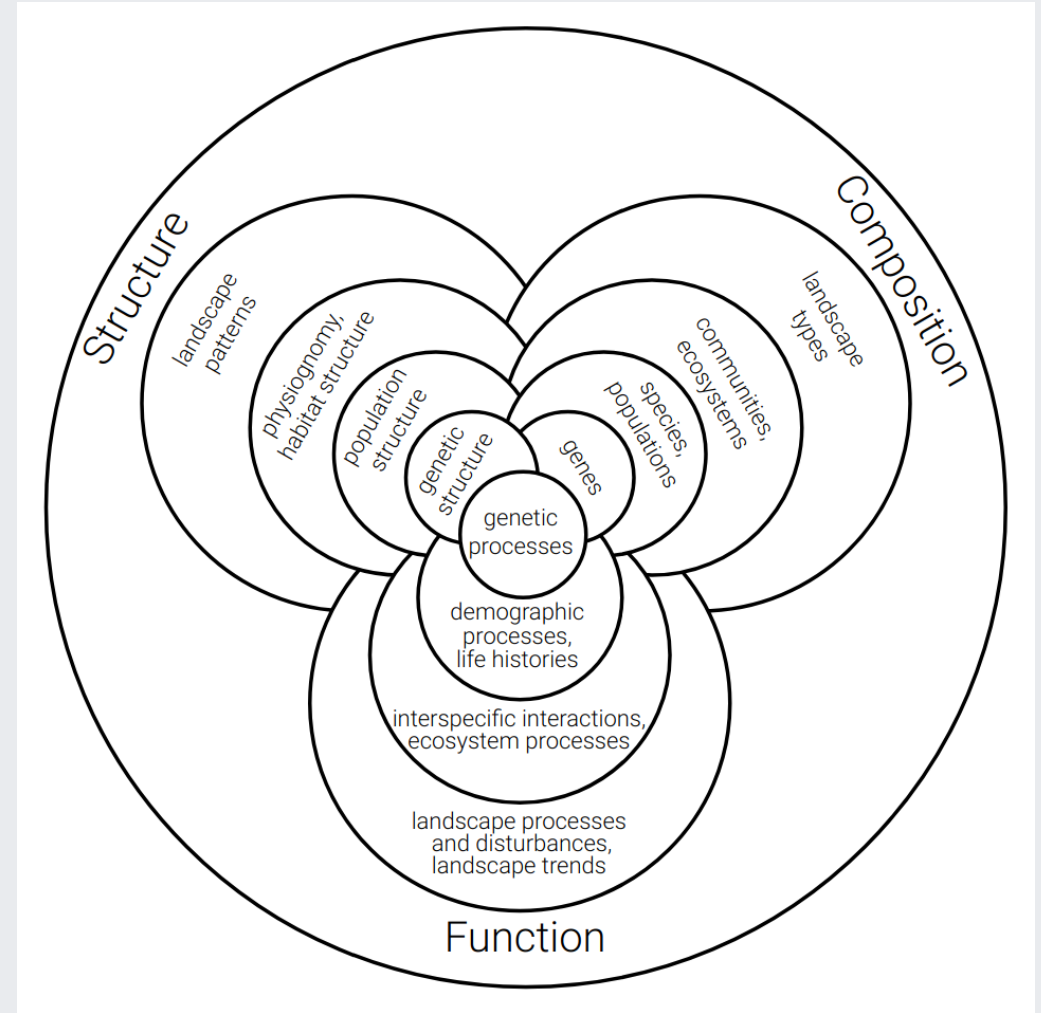 Structure
landscape
patterns
physiognomy,
habitat structure
population
structure
genetic
structure
Composition
landscape
types
communities,
ecosystems
species,
populations
genes
genetic
processes
demographic
processes,
life histories
interspecific interactions,
ecosystem processes
landscape processes
and disturbances,
landscape trends
Function